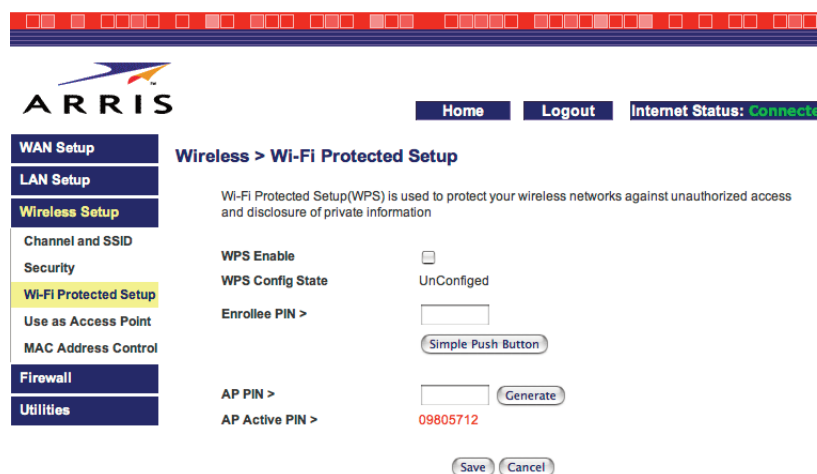 ARRIS
Home Logout Internet Status: Connecte
WAN Setup
LAN Setup
Wireless Setup
Channel and SSID
Security
Wi-Fi Protected Setup
Use as Access Point
MAC Address Control
Firewall
Utilities
Wireless > Wi-Fi Protected Setup
Wi-Fi Protected Setup(WPS) is used to protect your wireless networks against unauthorized access
and disclosure of private information
WPS Enable
WPS Config State UnConfiged
Enrollee PIN >
Simple Push Button
AP PIN > Generate
AP Active PIN > 09805712
Save Cancel